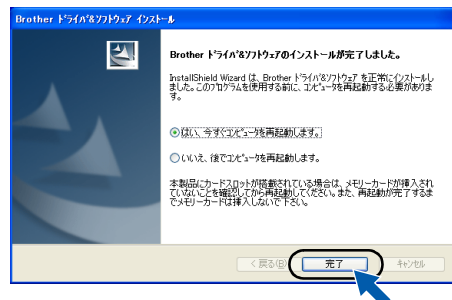 Brother ﾄﾞﾗｲﾊﾞ&ｿﾌﾄｳｪｱ ｲﾝｽﾄｰﾙ
Brother ﾄﾞﾗｲﾊﾞ&ｿﾌﾄｳｪｱのインストールが完了しました。
InstallShield Wizard は、Brother ﾄﾞﾗｲﾊﾞ&ｿﾌﾄｳｪｱ を正常にインストールし
ました。このﾌﾟﾛｸﾞﾗﾑを使用する前に、ｺﾝﾋﾟｭｰﾀを再起動する必要がありま
す。
はい、今すぐｺﾝﾋﾟｭｰﾀを再起動します。
いいえ、後でｺﾝﾋﾟｭｰﾀを再起動します。
本製品にカードスロットが搭載されている場合は、メモリーカードが挿入され
ていないことを確認してから再起動してください。また、再起動が完了するま
でメモリーカードは挿入しないで下さい。
< 戻る(B) 完了 ｷｬﾝｾﾙ